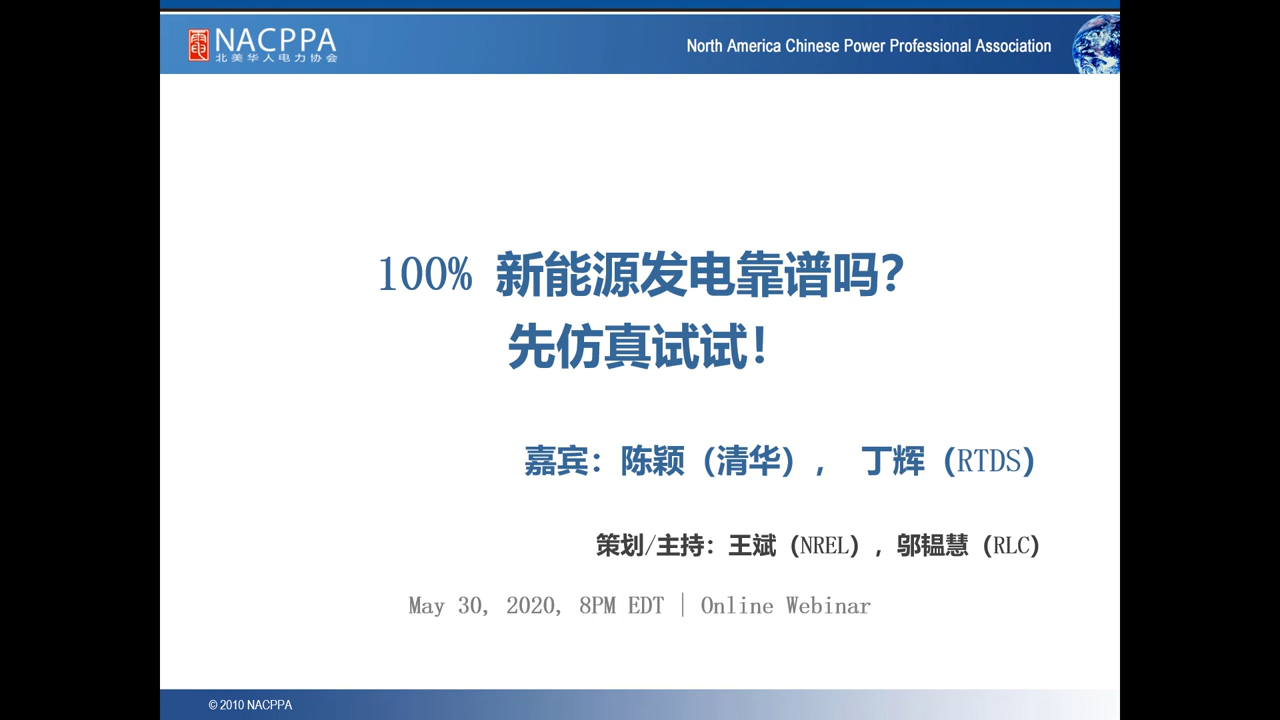 電
NACPPA
北美华人电力协会
North America Chinese Power Professional Association
100% 新能源发电靠谱吗?
先仿真试试!
嘉宾：陈颖（清华）， 丁辉（RTDS）
策划/主持：王斌（NREL），邬韫慧（RLC）
May 30, 2020, 8PM EDT | Online Webinar
© 2010 NACPPA